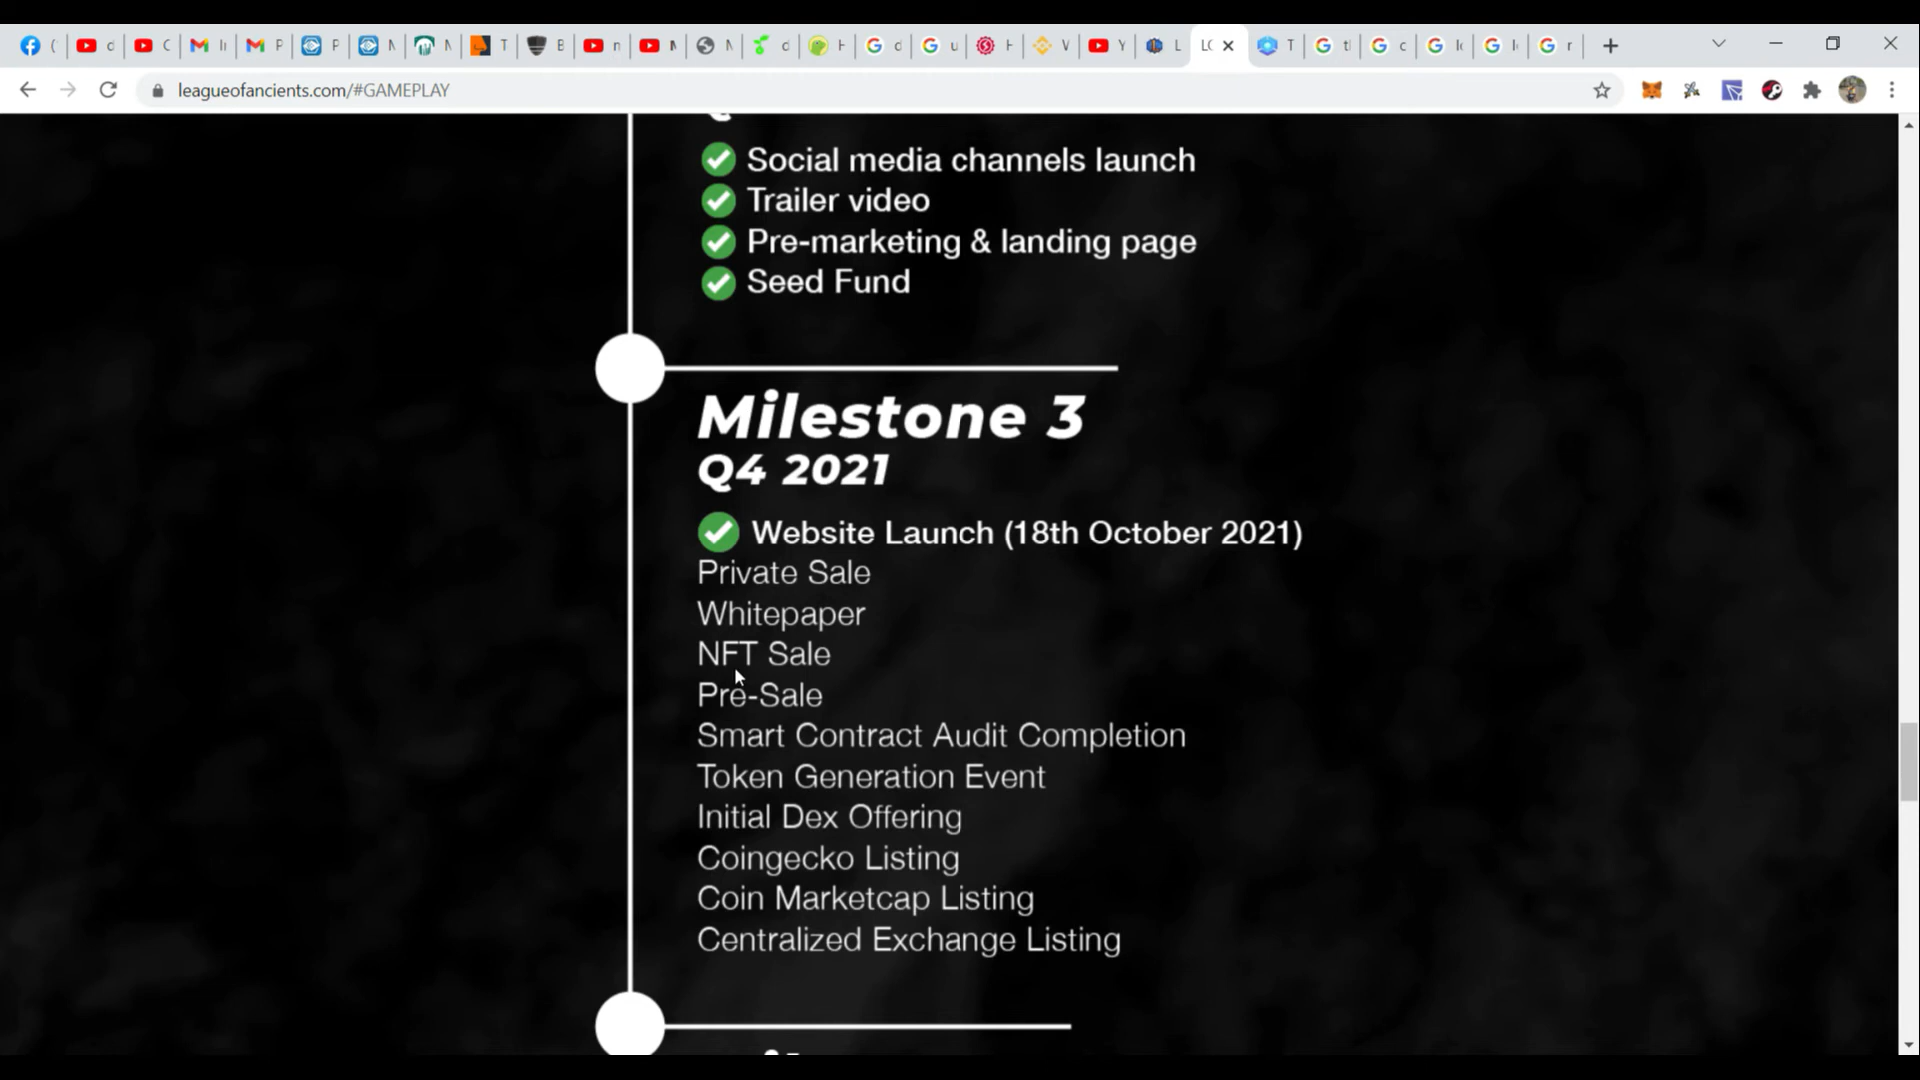 leagueofancients.com/#GAMEPLAY
Social media channels launch
Trailer video
Pre-marketing & landing page
Seed Fund
Milestone 3
Q4 2021
Website Launch (18th October 2021)
Private Sale
Whitepaper
NFT Sale
Pre-Sale
Smart Contract Audit Completion
Token Generation Event
Initial Dex Offering
Coingecko Listing
Coin Marketcap Listing
Centralized Exchange Listing